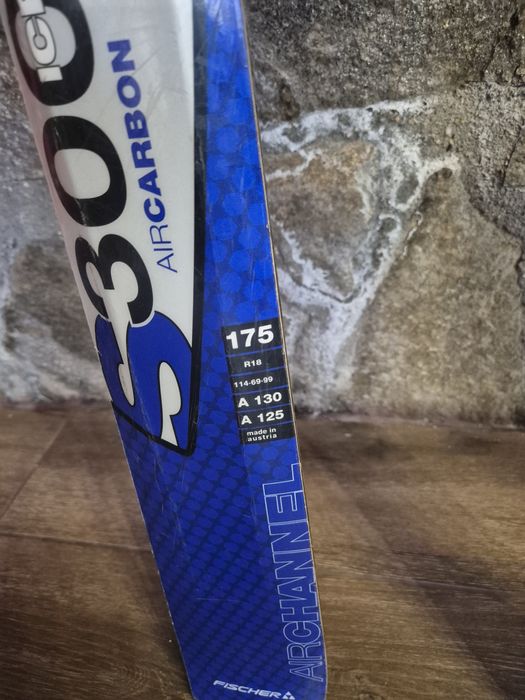 S300
AIRCARBON
175
R18
114-69-99
A 130
A 125
made in
austria
AIRCHANNEL
FISCHER